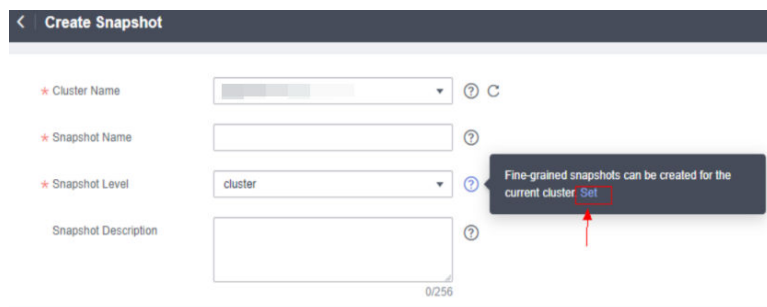 Create Snapshot
* Cluster Name
* Snapshot Name
* Snapshot Level
cluster
Fine-grained snapshots can be created for the
current cluster. Set
Snapshot Description
0/256